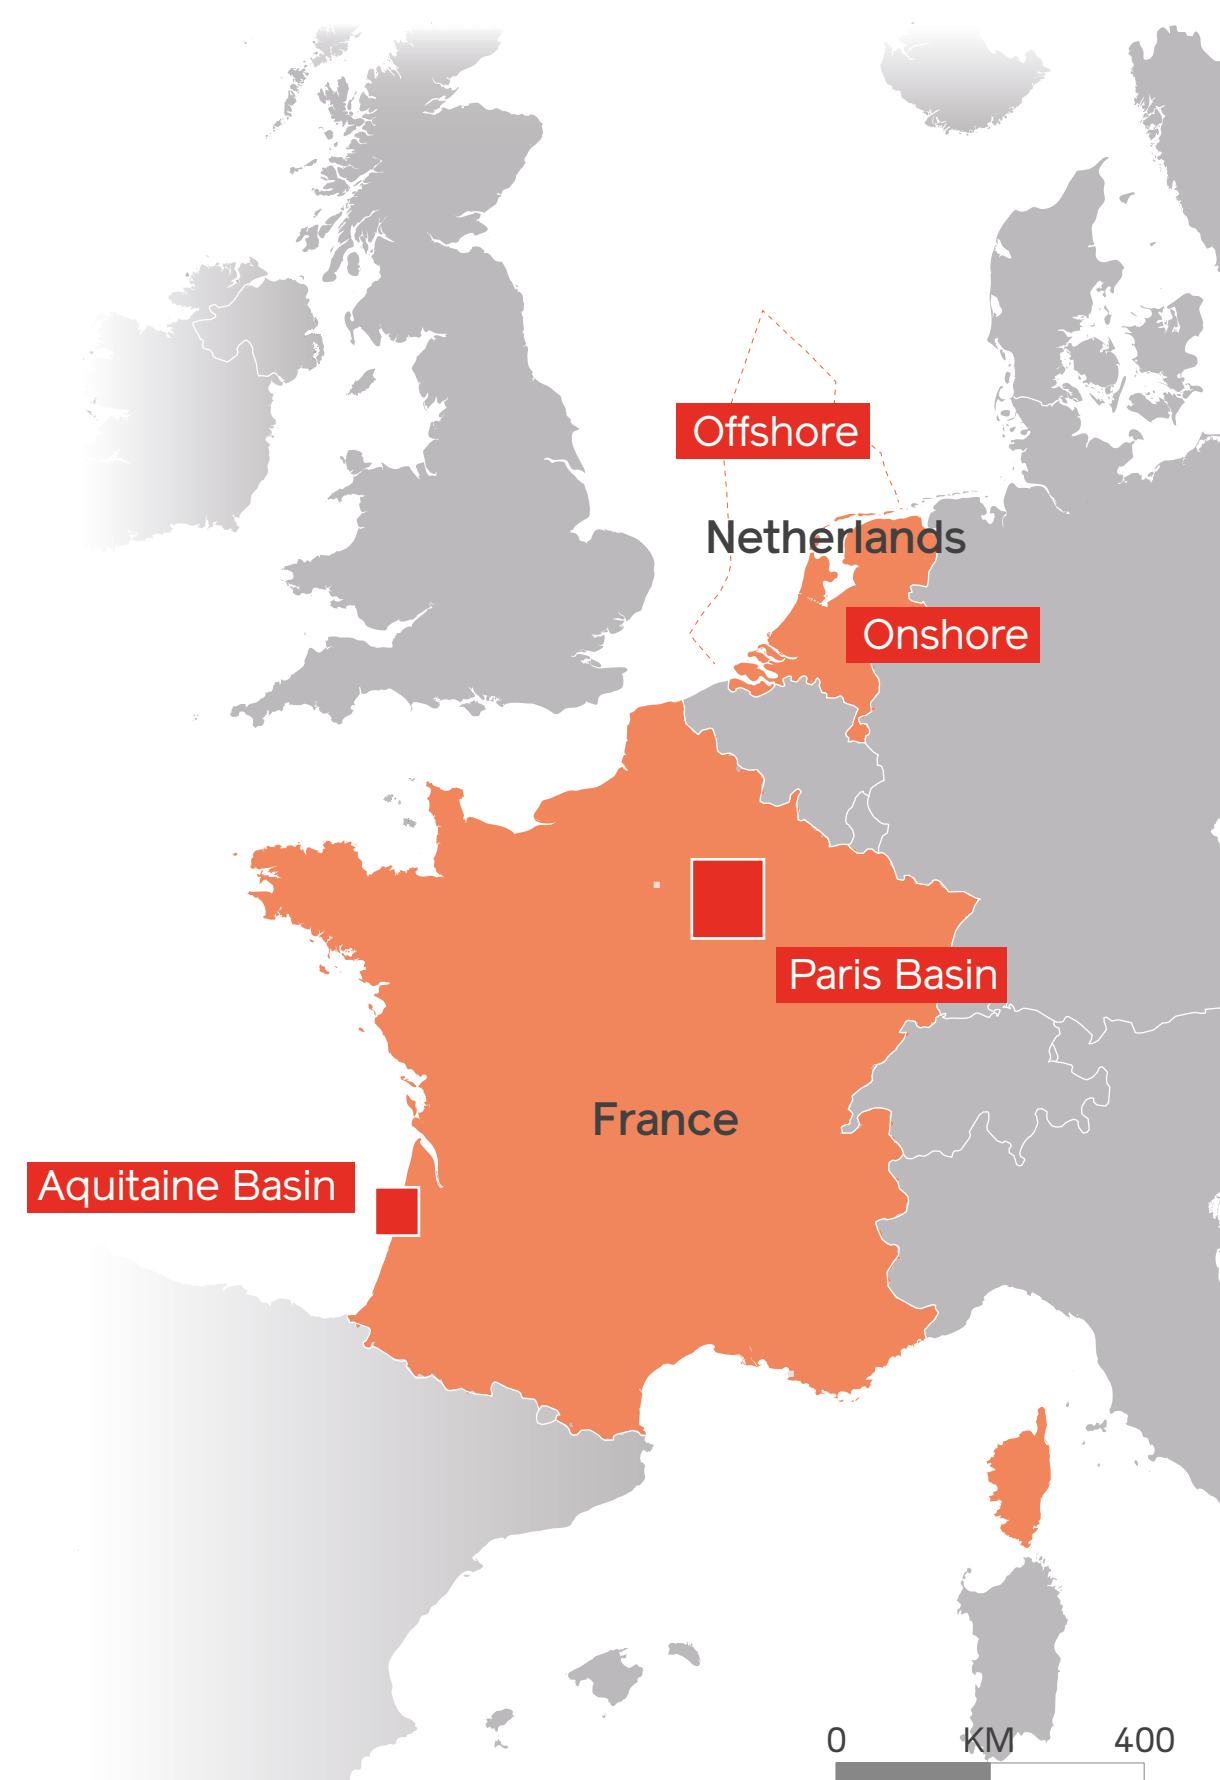 Offshore
Netherlands
Onshore
Paris Basin
France
Aquitaine Basin
0 KM 400